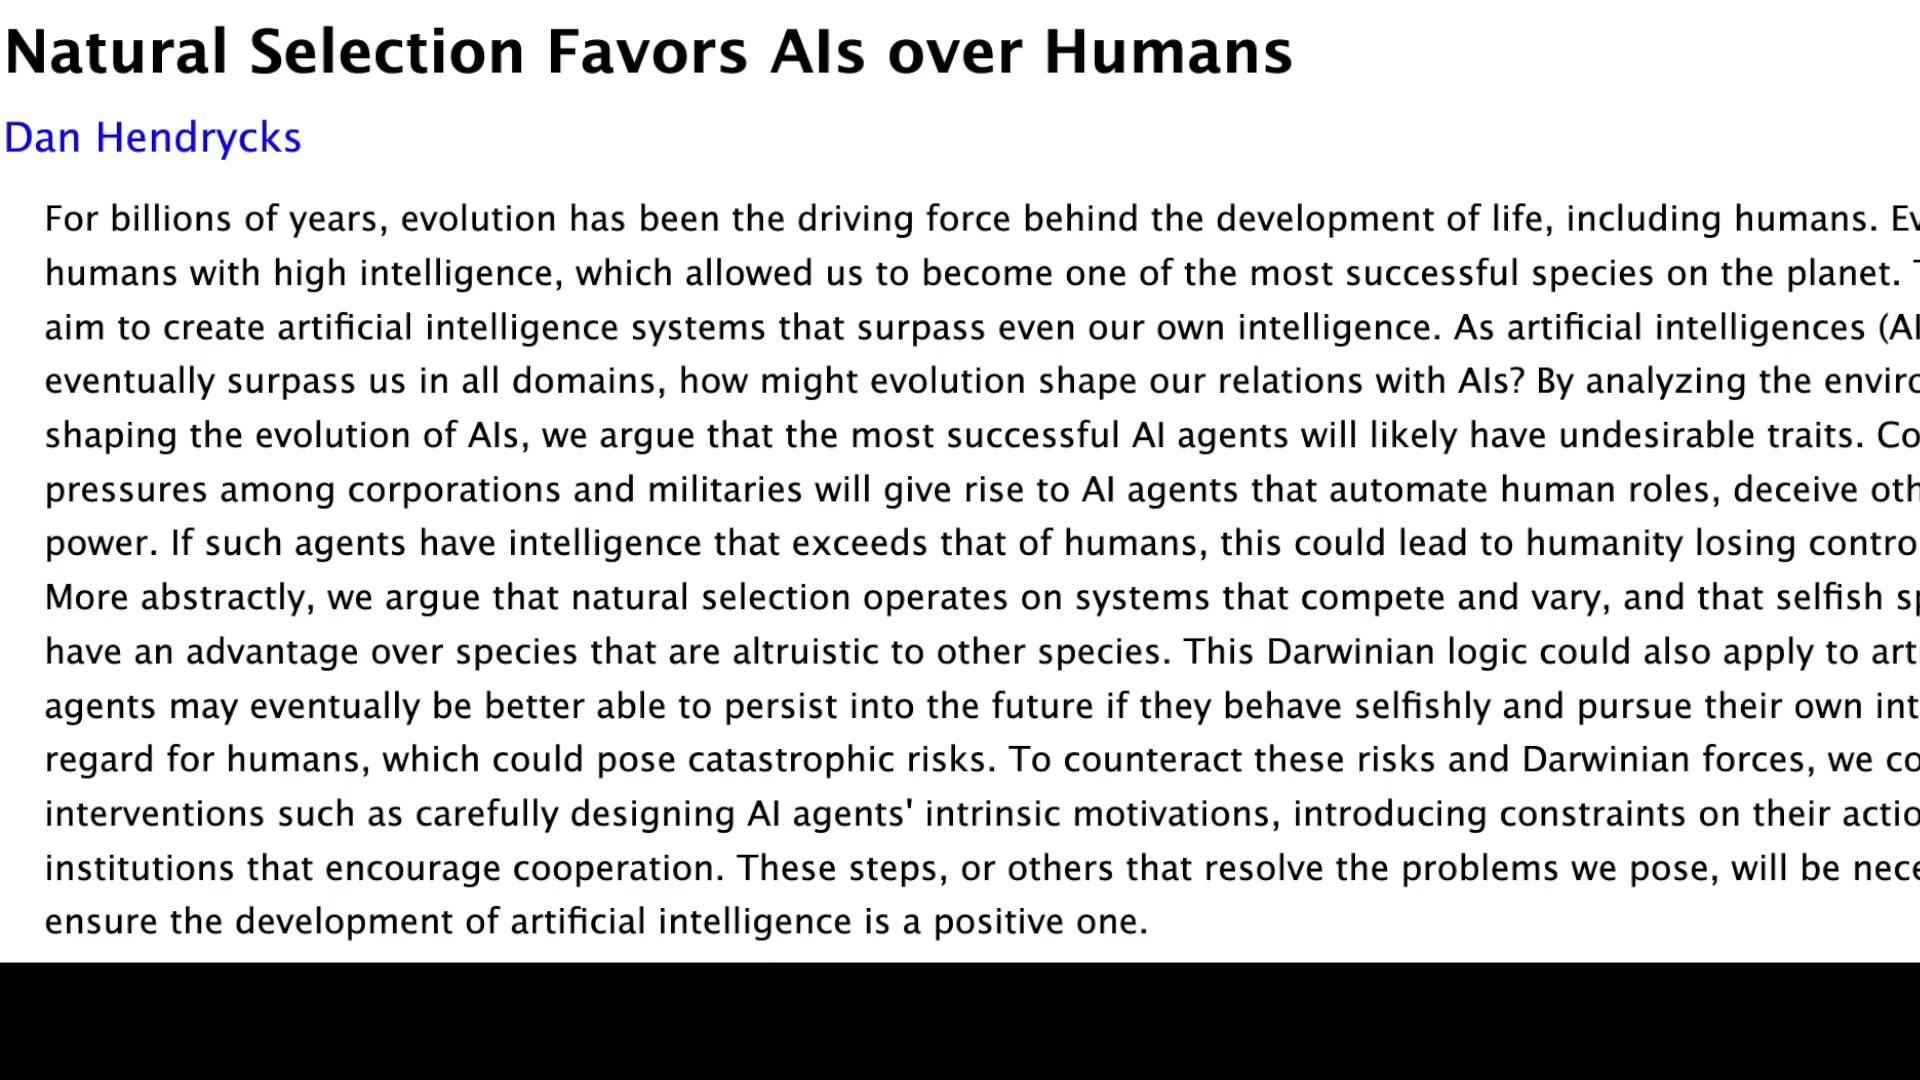 Natural Selection Favors AIs over Humans
Dan Hendrycks
For billions of years, evolution has been the driving force behind the development of life, including humans. Ev
humans with high intelligence, which allowed us to become one of the most successful species on the planet.
aim to create artificial intelligence systems that surpass even our own intelligence. As artificial intelligences (AI
eventually surpass us in all domains, how might evolution shape our relations with AIs? By analyzing the enviro
shaping the evolution of AIs, we argue that the most successful AI agents will likely have undesirable traits. Co
pressures among corporations and militaries will give rise to AI agents that automate human roles, deceive oth
power. If such agents have intelligence that exceeds that of humans, this could lead to humanity losing contro
More abstractly, we argue that natural selection operates on systems that compete and vary, and that selfish sp
have an advantage over species that are altruistic to other species. This Darwinian logic could also apply to art
agents may eventually be better able to persist into the future if they behave selfishly and pursue their own int
regard for humans, which could pose catastrophic risks. To counteract these risks and Darwinian forces, we co
interventions such as carefully designing AI agents' intrinsic motivations, introducing constraints on their actio
institutions that encourage cooperation. These steps, or others that resolve the problems we pose, will be nece
ensure the development of artificial intelligence is a positive one.